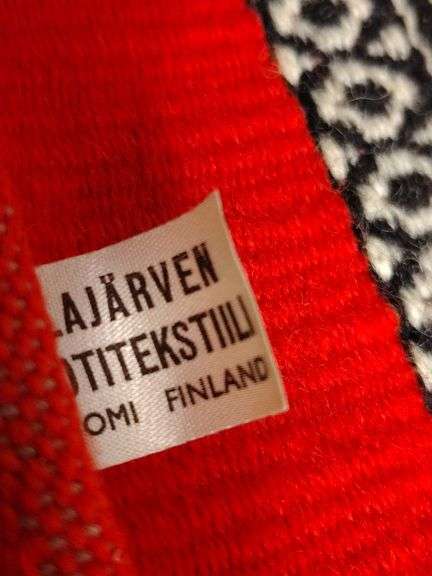 LAJÄRVEN
OTITEKSTIILI
OMI FINLAND